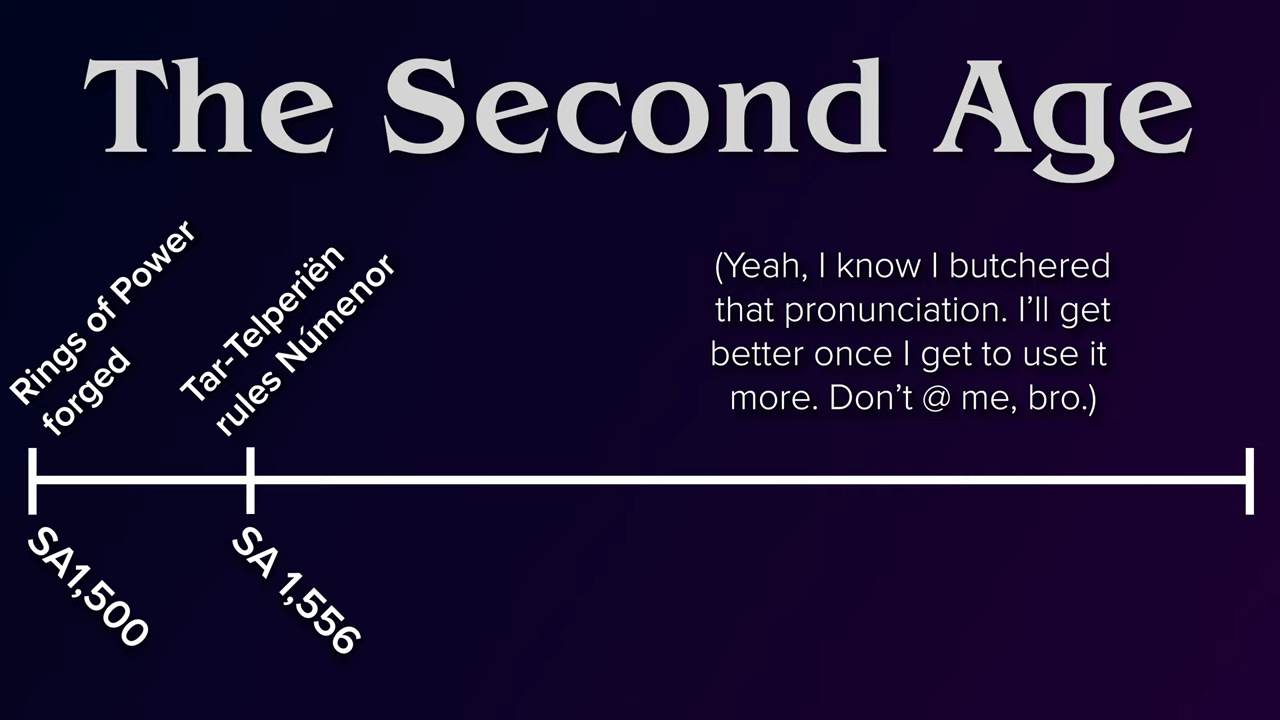 The Second Age
Rings of Power
forged
Tar-Telperiën
rules Númenor
(Yeah, I know I butchered
that pronunciation. I’ll get
better once I get to use it
more. Don’t @ me, bro.)
SA1,500
SA 1,556